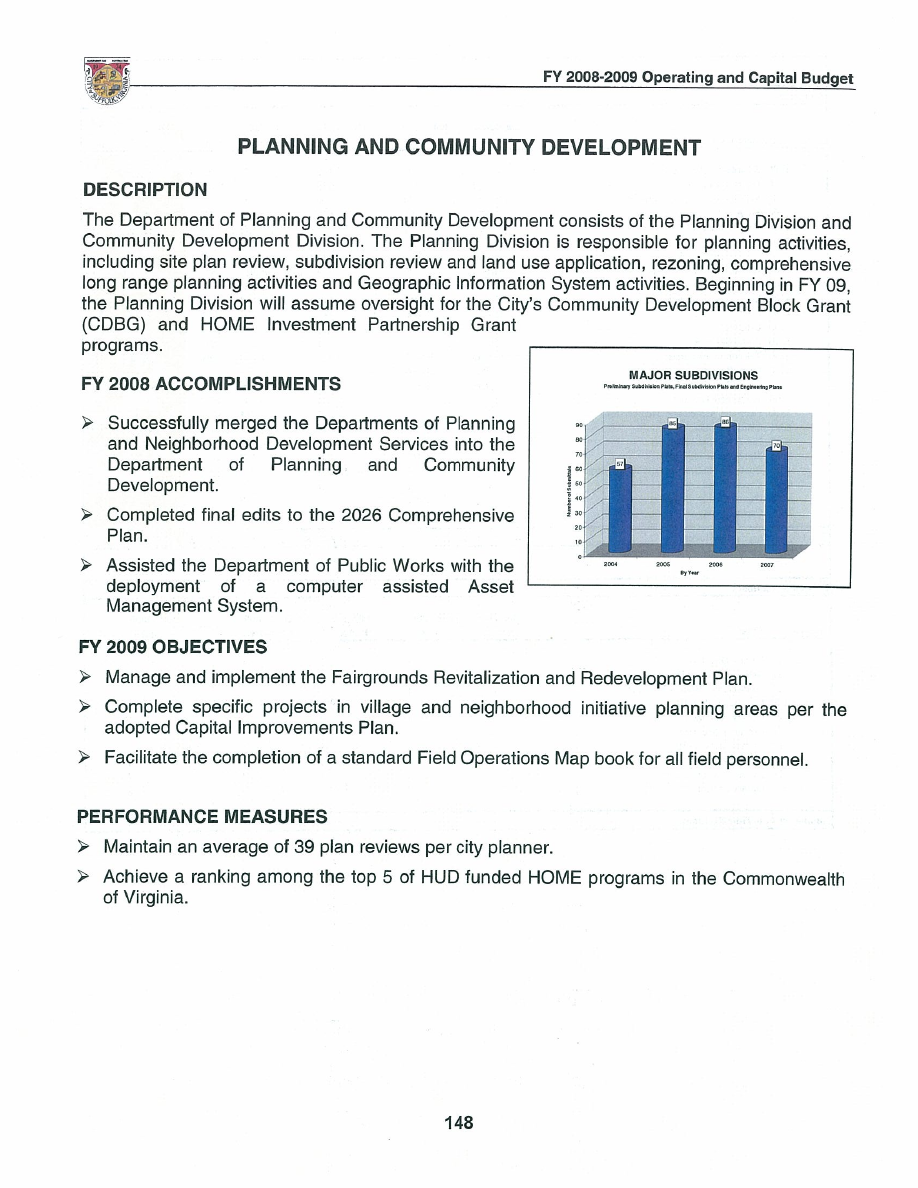 FY 2008-2009 Operating and Capital Budget
PLANNING AND COMMUNITY DEVELOPMENT
DESCRIPTION
The Department of Planning and Community Development consists of the Planning Division and
Community Development Division. The Planning Division is responsible for planning activities,
including site plan review, subdivision review and land use application, rezoning, comprehensive
long range planning activities and Geographic Information System activities. Beginning in FY 09,
the Planning Division will assume oversight for the City's Community Development Block Grant
(CDBG) and HOME Investment Partnership Grant
programs.
FY 2008 ACCOMPLISHMENTS
➢ Successfully merged the Departments of Planning
and Neighborhood Development Services into the
Department of Planning and Community
Development.
➢ Completed final edits to the 2026 Comprehensive
Plan.
➢ Assisted the Department of Public Works with the
deployment of a computer assisted Asset
Management System.
MAJOR SUBDIVISIONS
Preliminary Subdivision Plats, Final Subdivision Plats and Engineering Plans
Number of Submittals
90
80
70
60
50
40
30
20
10
0
57
86
86
70
2004 2005 2006 2007
By Year
FY 2009 OBJECTIVES
➢ Manage and implement the Fairgrounds Revitalization and Redevelopment Plan.
➢ Complete specific projects in village and neighborhood initiative planning areas per the
adopted Capital Improvements Plan.
➢ Facilitate the completion of a standard Field Operations Map book for all field personnel.
PERFORMANCE MEASURES
➢ Maintain an average of 39 plan reviews per city planner.
➢ Achieve a ranking among the top 5 of HUD funded HOME programs in the Commonwealth
of Virginia.
148